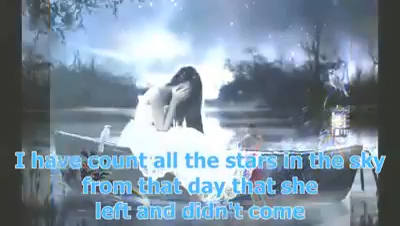 I have count all the stars in the sky
from that day that she
left and didn't come